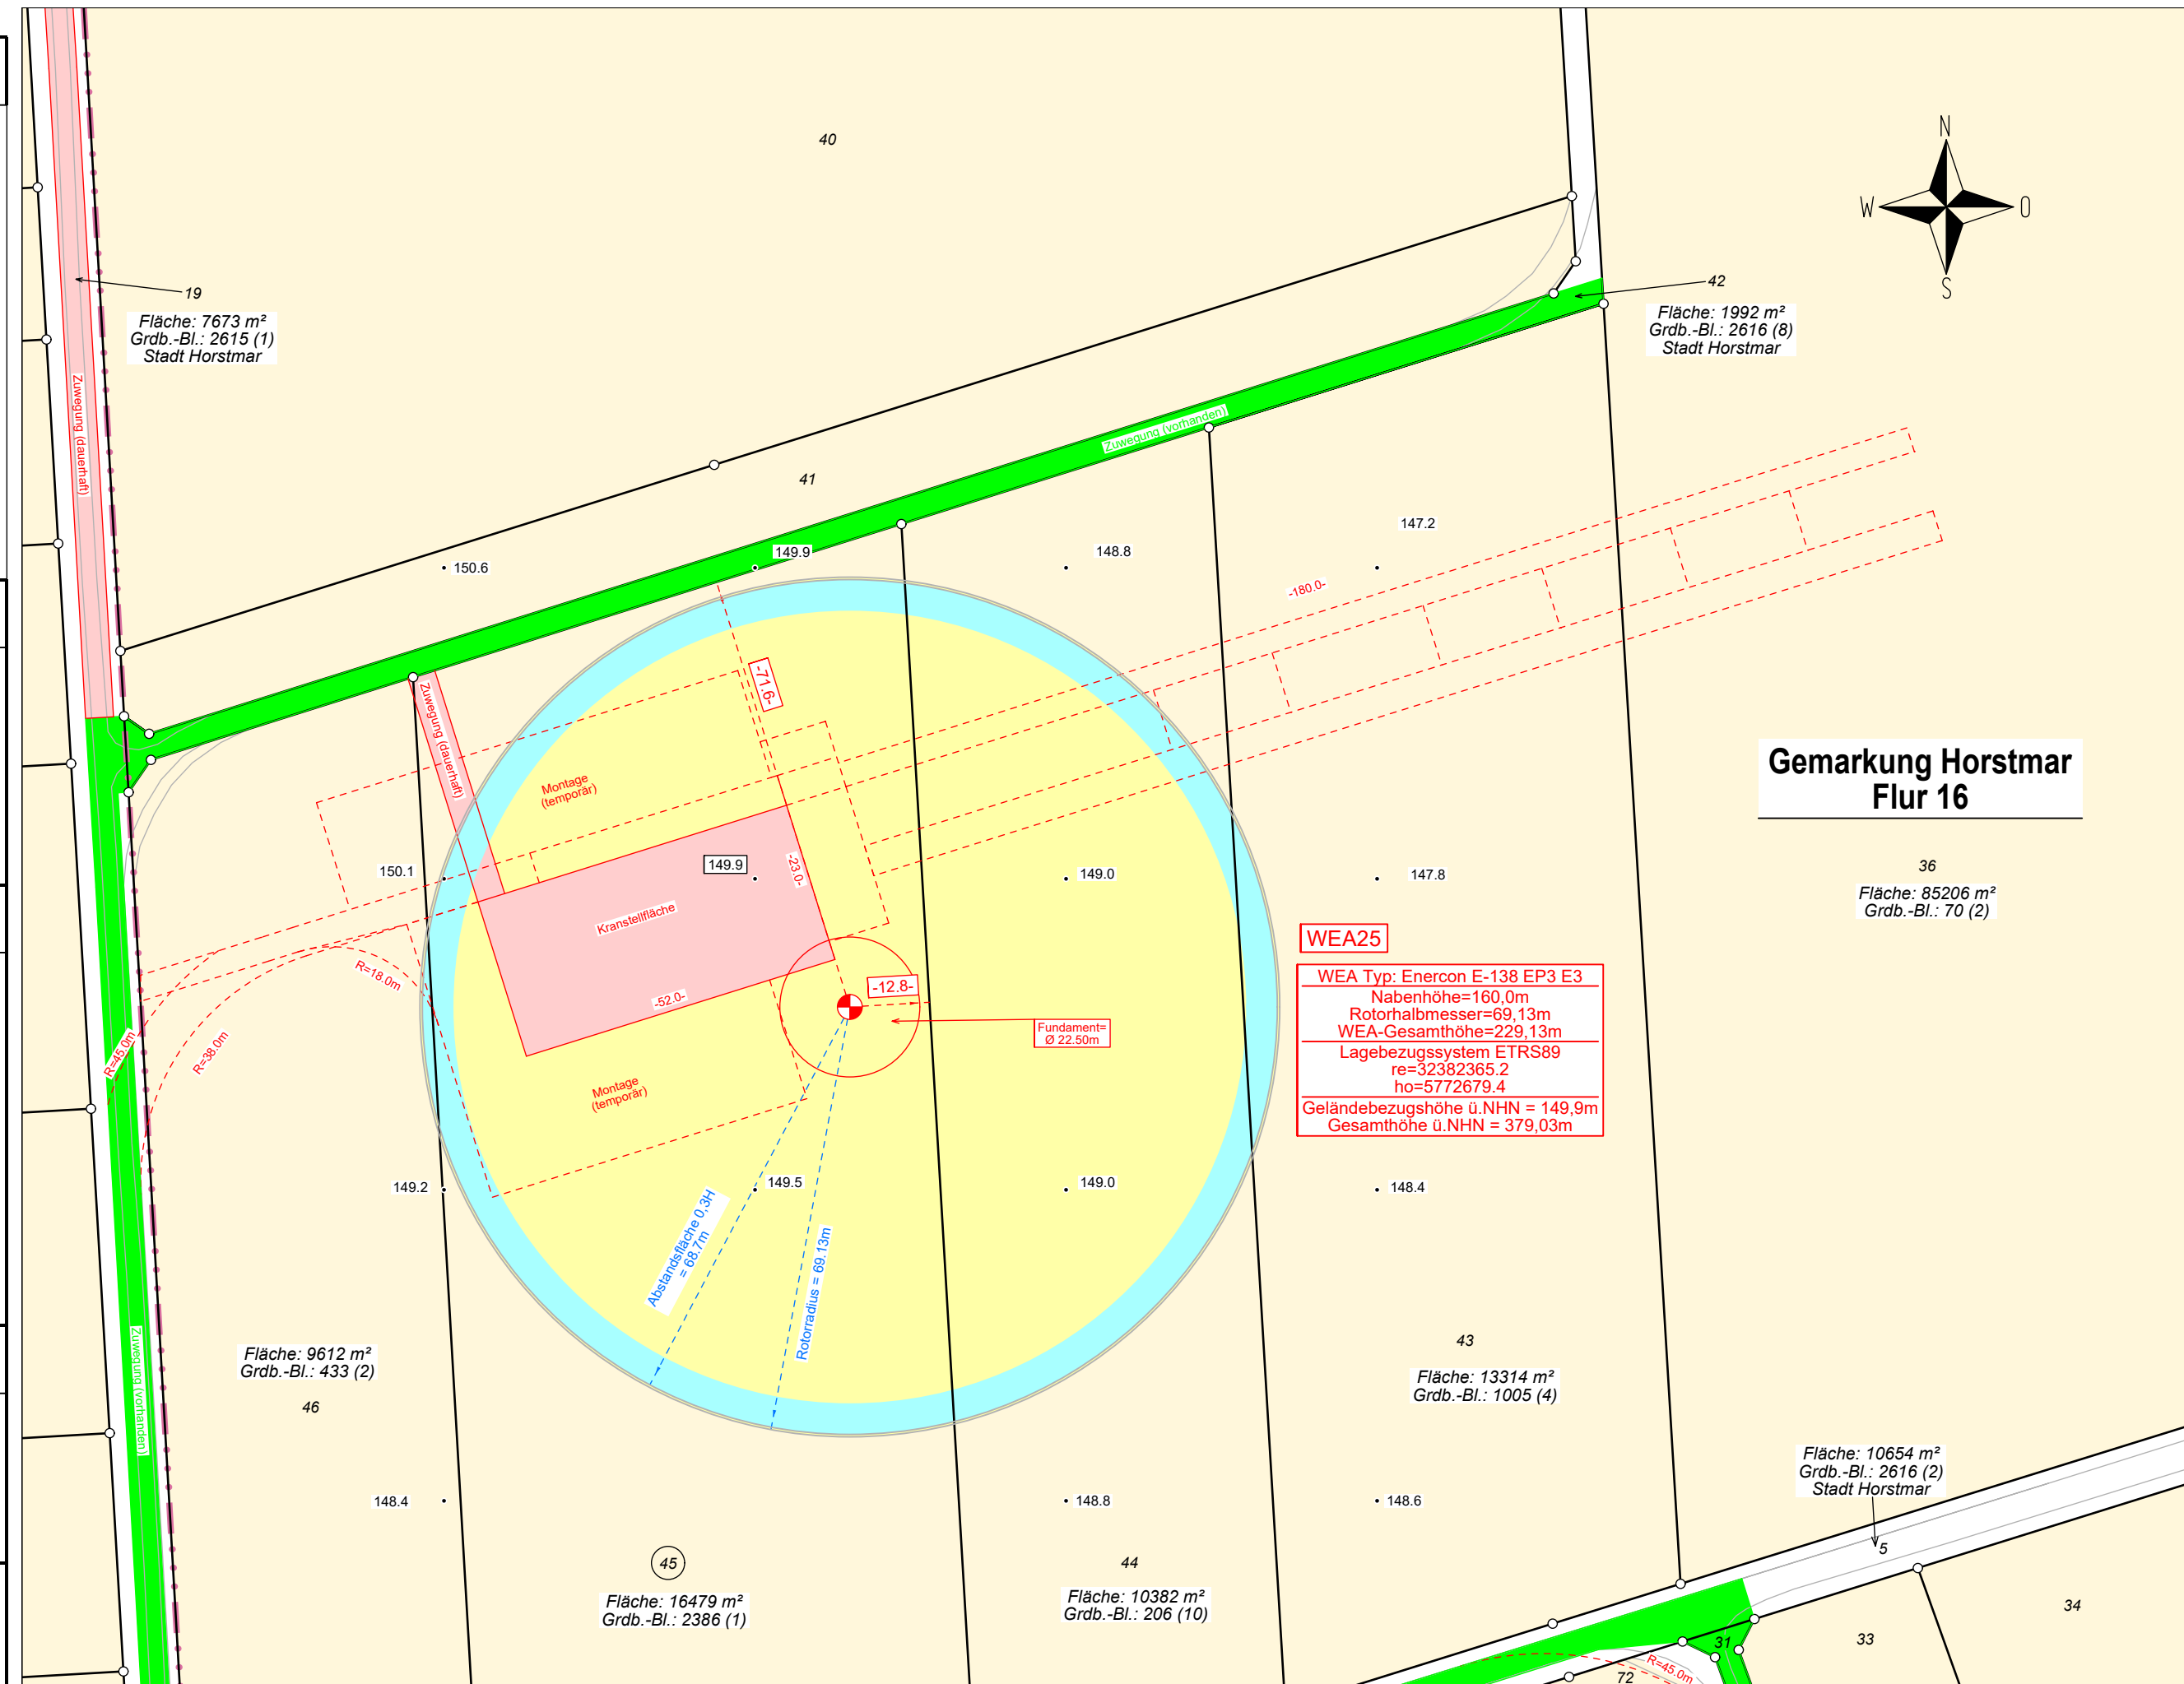 40
N
W
O
S
19
Fläche: 7673 m²
Grdb.-Bl.: 2615 (1)
Stadt Horstmar
42
Fläche: 1992 m²
Grdb.-Bl.: 2616 (8)
Stadt Horstmar
Zuwegung (dauerhaft)
Zuwegung (vorhanden)
41
150.6
149.9
148.8
147.2
-180.0-
-71.6-
Zuwegung (dauerhaft)
Montage
(temporär)
Gemarkung Horstmar
Flur 16
150.1
149.9
-23.0-
149.0
147.8
36
Fläche: 85206 m²
Grdb.-Bl.: 70 (2)
Kranstellfläche
WEA25
R=18.0m
-52.0-
-12.8-
WEA Typ: Enercon E-138 EP3 E3
Nabenhöhe=160,0m
Rotorhalbmesser=69,13m
WEA-Gesamthöhe=229,13m
Lagebezugssystem ETRS89
re=32382365.2
ho=5772679.4
Geländebezugshöhe ü.NHN = 149,9m
Gesamthöhe ü.NHN = 379,03m
Fundament=
Ø 22.50m
R=45.0m
R=38.0m
Montage
(temporär)
149.2
149.5
149.0
148.4
Abstandsfläche 0,3H
= 68.7m
Rotorradius = 69.13m
Zuwegung (vorhanden)
Fläche: 9612 m²
Grdb.-Bl.: 433 (2)
46
43
Fläche: 13314 m²
Grdb.-Bl.: 1005 (4)
Fläche: 10654 m²
Grdb.-Bl.: 2616 (2)
Stadt Horstmar
148.4
148.8
148.6
5
45
Fläche: 16479 m²
Grdb.-Bl.: 2386 (1)
44
Fläche: 10382 m²
Grdb.-Bl.: 206 (10)
34
33
31
R=45.0m
72